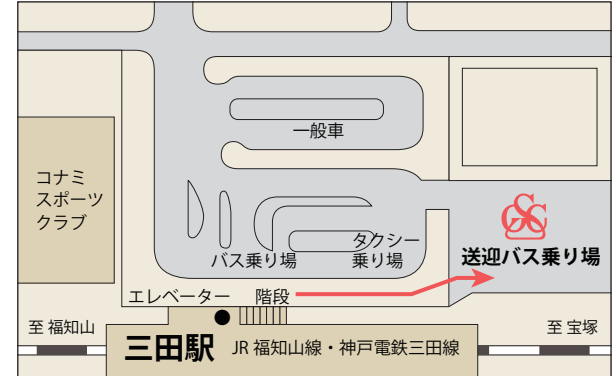 一般車
コナミ
スポーツ
クラブ
バス乗り場
タクシー
乗り場
GSC
送迎バス乗り場
エレベーター
階段
至 福知山
至 宝塚
三田駅
JR 福知山線・神戸電鉄三田線